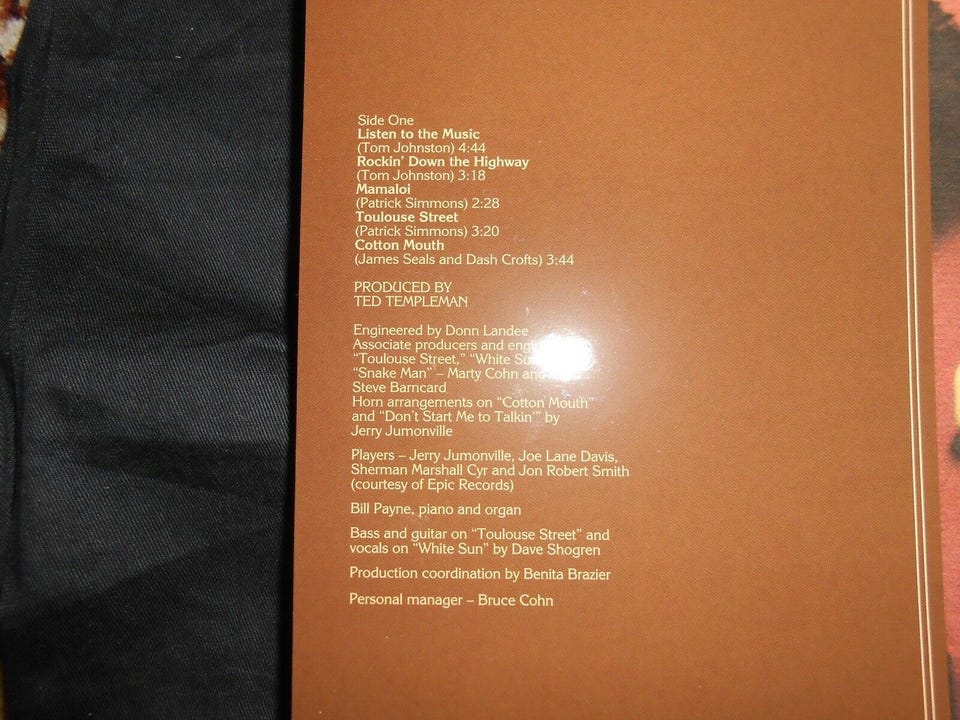 Side One
Listen to the Music
(Tom Johnston) 4:44
Rockin' Down the Highway
(Tom Johnston) 3:18
Mamaloi
(Patrick Simmons) 2:28
Toulouse Street
(Patrick Simmons) 3:20
Cotton Mouth
(James Seals and Dash Crofts) 3:44
PRODUCED BY
TED TEMPLEMAN
Engineered by Donn Landee
Associate producers and
"Toulouse Street," "White
"Snake Man" – Marty Cohn and
Steve Barncard
Horn arrangements on "Cotton Mouth"
and "Don't Start Me to Talkin'" by
Jerry Jumonville
Players – Jerry Jumonville, Joe Lane Davis,
Sherman Marshall Cyr and Jon Robert Smith
(courtesy of Epic Records)
Bill Payne, piano and organ
Bass and guitar on "Toulouse Street" and
vocals on "White Sun" by Dave Shogren
Production coordination by Benita Brazier
Personal manager – Bruce Cohn